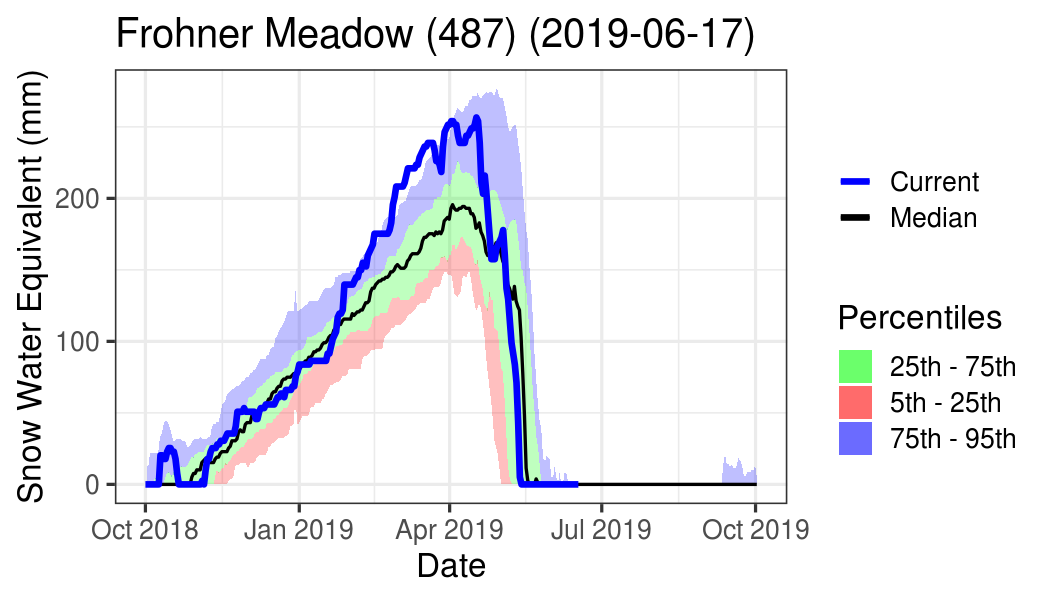 Frohner Meadow (487) (2019-06-17)
Snow Water Equivalent (mm)
200
100
0
Oct 2018
Jan 2019
Apr 2019
Jul 2019
Oct 2019
Date
Current
Median
Percentiles
25th - 75th
5th - 25th
75th - 95th